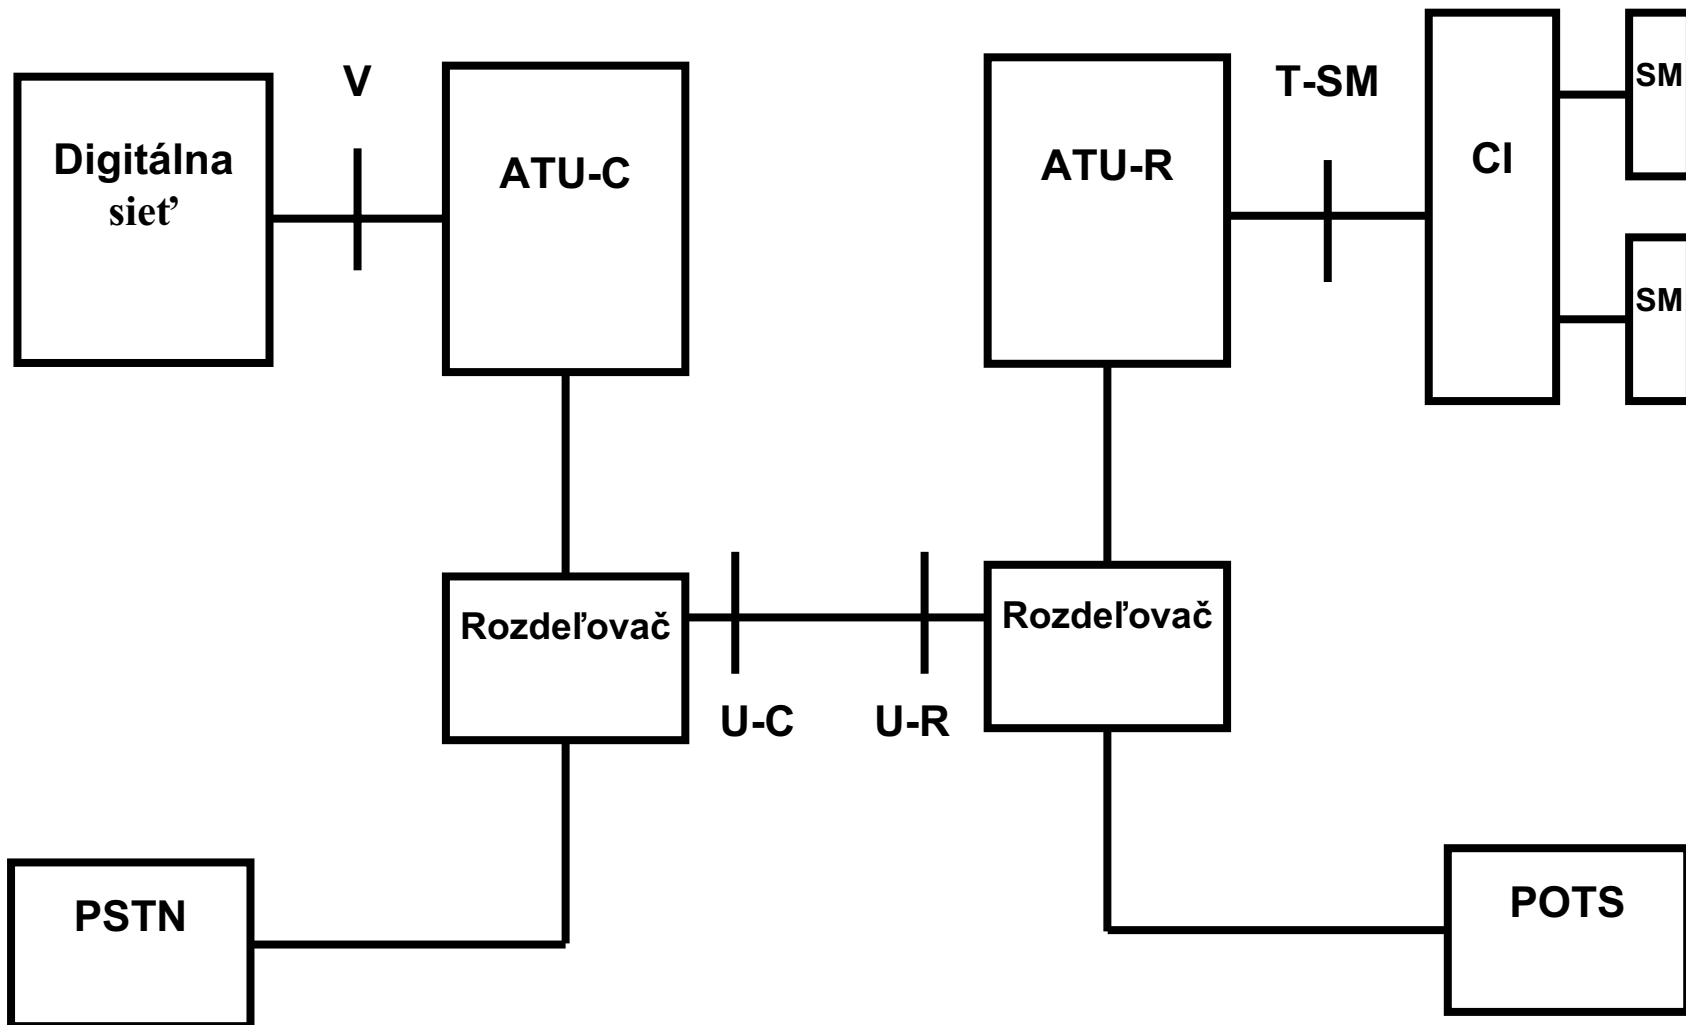 V
T-SM
SM
Digitálna
sieť
ATU-C
ATU-R
CI
SM
Rozdeľovač
Rozdeľovač
U-C
U-R
PSTN
POTS